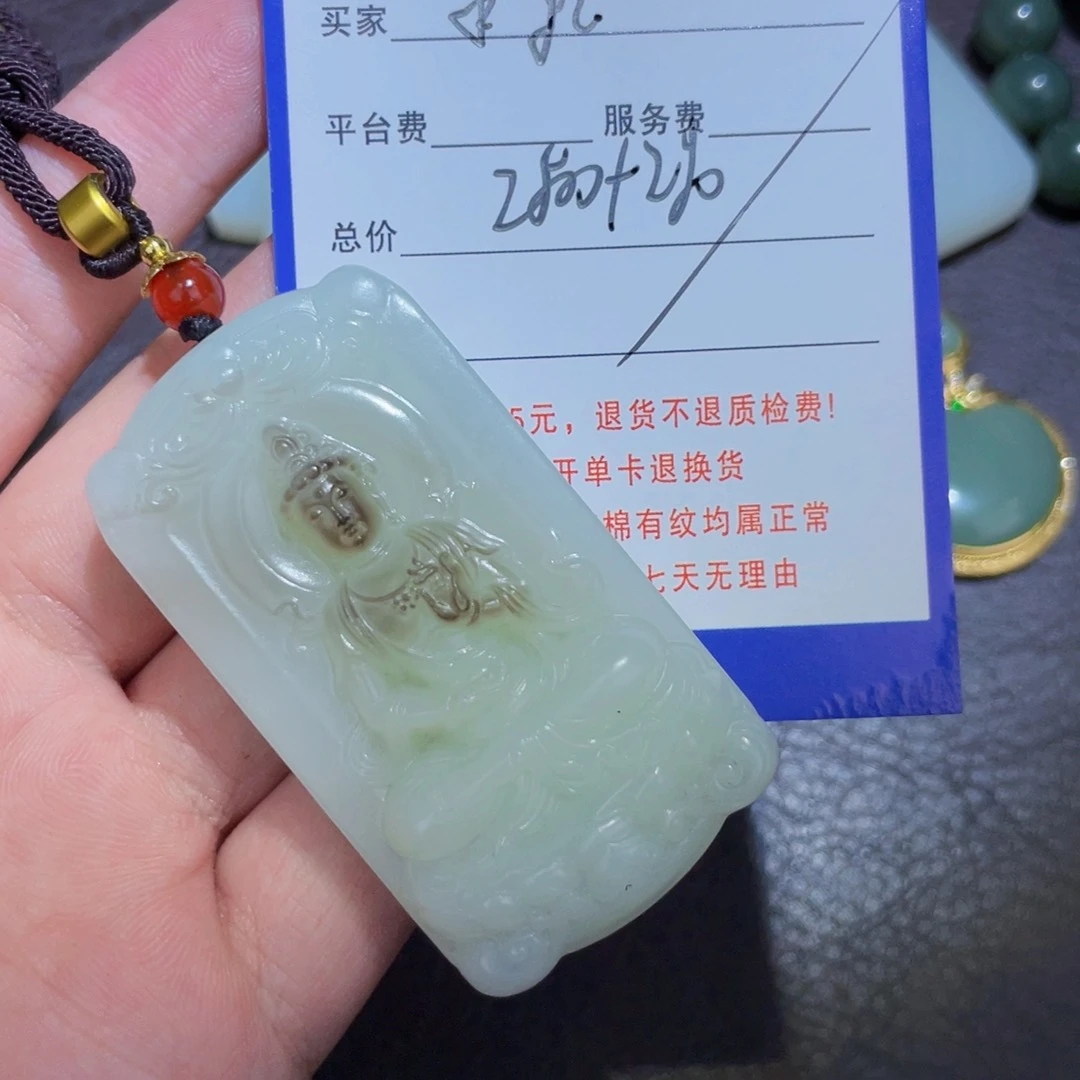 买家
平台费 服务费
总价
5元，退货不退质检费!
开单卡退换货
棉有纹均属正常
七天无理由